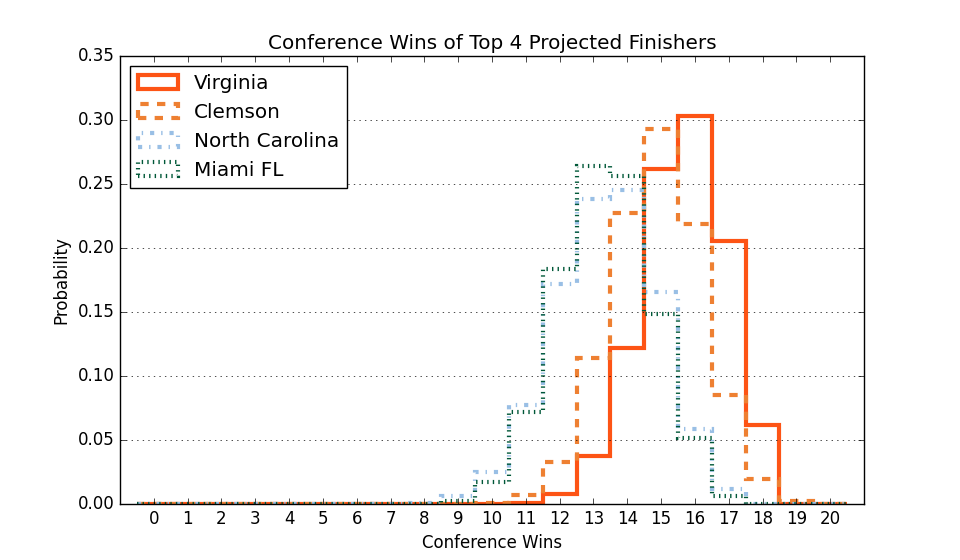 Conference Wins of Top 4 Projected Finishers
0.35
0.30
0.25
0.20
0.15
0.10
0.05
0.00
Probability
Virginia
Clemson
North Carolina
Miami FL
0 1 2 3 4 5 6 7 8 9 10 11 12 13 14 15 16 17 18 19 20
Conference Wins